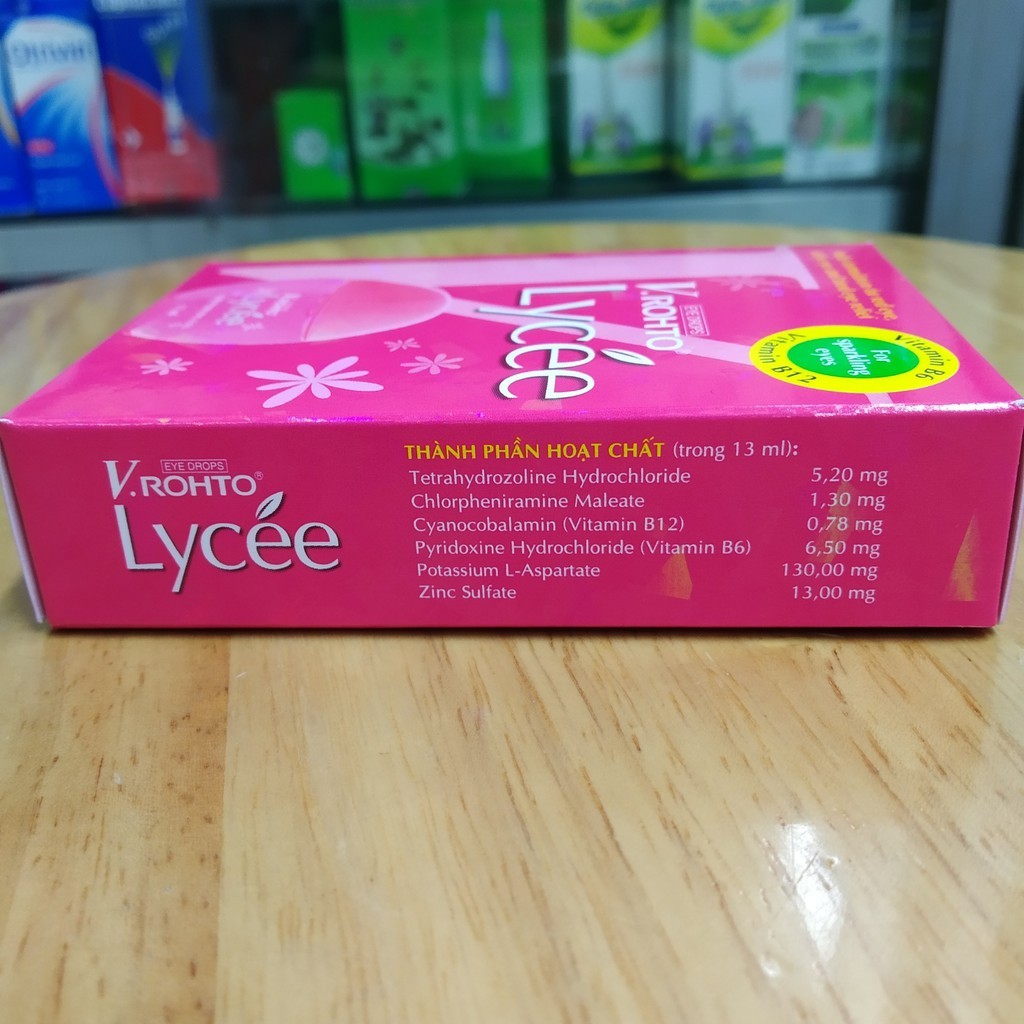 Otrivin
V.ROHTO®
EYE DROPS
Lycée
Vitamin B6
For
sparkling
eyes
Vitamin B12
EYE DROPS
V.ROHTO®
Lycée
THÀNH PHẦN HOẠT CHẤT (trong 13 ml):
Tetrahydrozoline Hydrochloride 5,20 mg
Chlorpheniramine Maleate 1,30 mg
Cyanocobalamin (Vitamin B12) 0,78 mg
Pyridoxine Hydrochloride (Vitamin B6) 6,50 mg
Potassium L-Aspartate 130,00 mg
Zinc Sulfate 13,00 mg